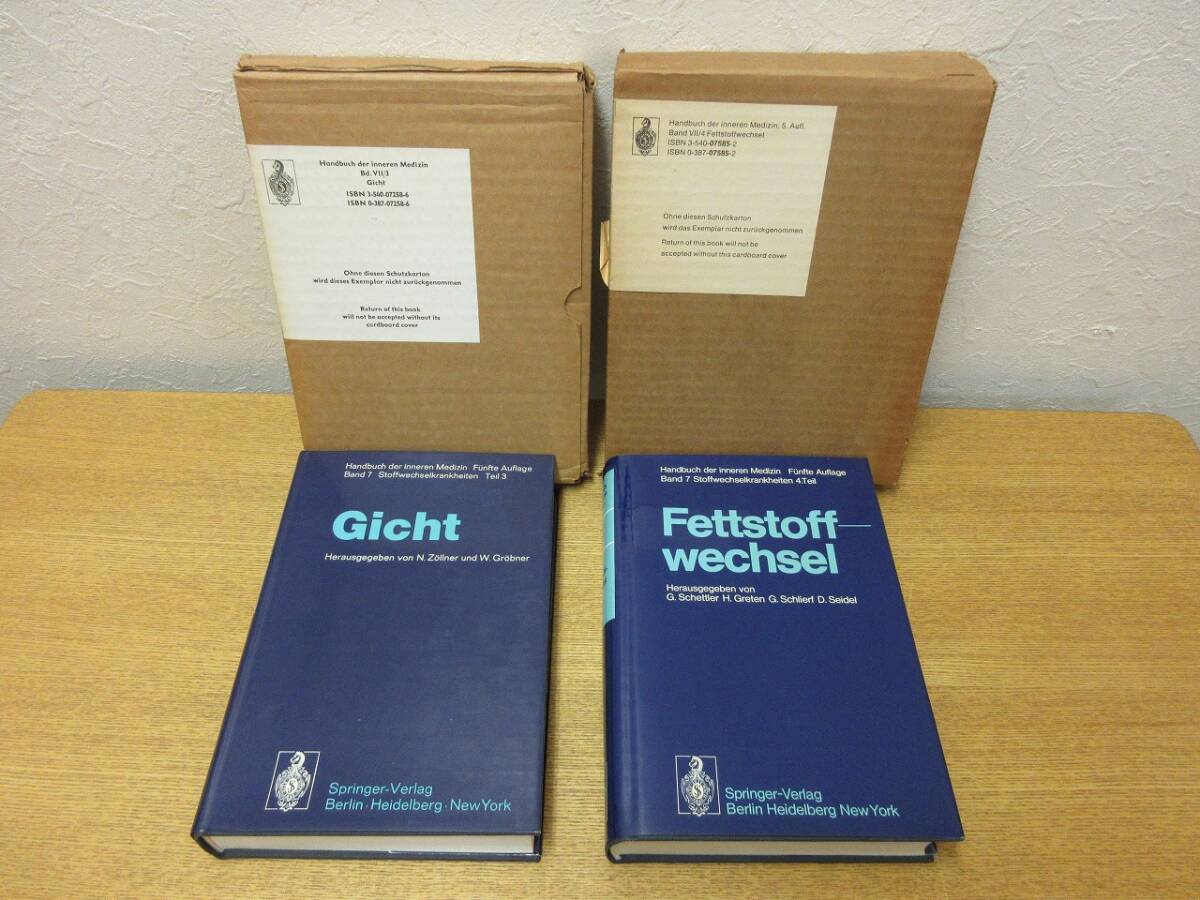 Handbuch der inneren Medizin
Bd. VII/3
Gicht
ISBN 3-540-07258-6
ISBN 0-387-07258-6
Ohne diesen Schutzkarton
wird dieses Exemplar nicht zurückgenommen
Return of this book
will not be accepted without its
cardboard cover
Handbuch der inneren Medizin, 5. Aufl.
Band VII/4 Fettstoffwechsel
ISBN 3-540-07585-2
ISBN 0-387-07585-2
Ohne diesen Schutzkarton
wird das Exemplar nicht zurückgenommen
Return of this book will not be
accepted without this cardboard cover
Handbuch der inneren Medizin Fünfte Auflage
Band 7 Stoffwechselkrankheiten Teil 3
Gicht
Herausgegeben von N. Zöllner und W. Gröbner
Springer-Verlag
Berlin · Heidelberg · New York
Handbuch der inneren Medizin Fünfte Auflage
Band 7 Stoffwechselkrankheiten 4.Teil
Fettstoff-
wechsel
Herausgegeben von
G. Schettler H. Greten G. Schlierf D. Seidel
Springer-Verlag
Berlin Heidelberg New York